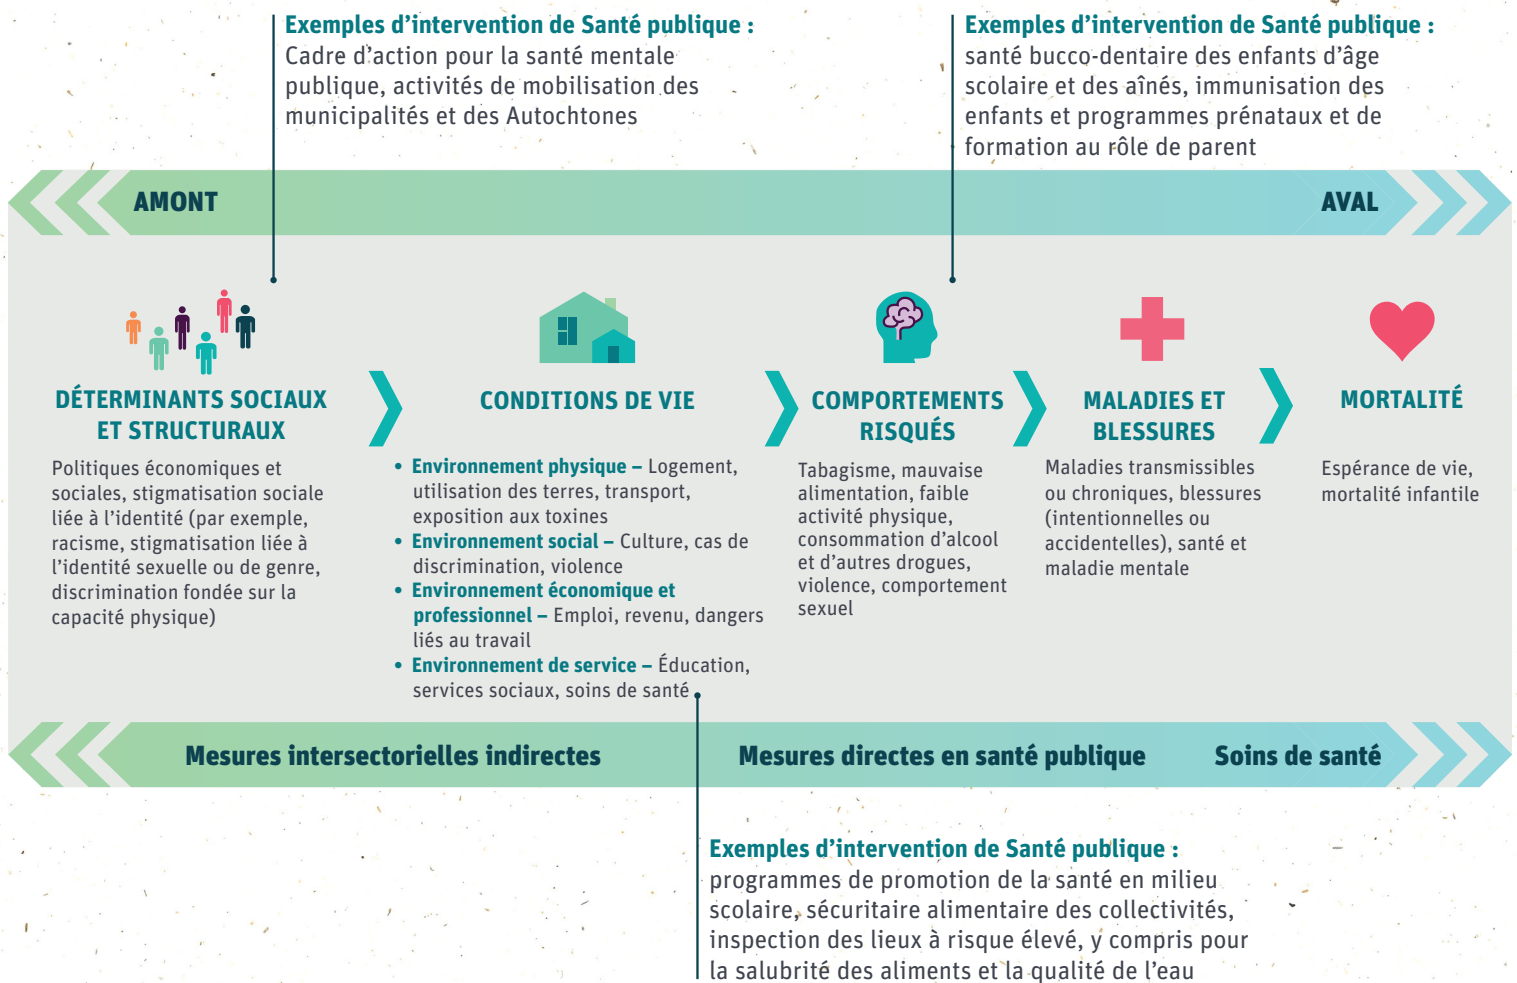 Exemples d’intervention de Santé publique :
Cadre d’action pour la santé mentale
publique, activités de mobilisation des
municipalités et des Autochtones
Exemples d’intervention de Santé publique :
santé bucco-dentaire des enfants d’âge
scolaire et des aînés, immunisation des
enfants et programmes prénataux et de
formation au rôle de parent
AMONT
AVAL
DÉTERMINANTS SOCIAUX
ET STRUCTURAUX
Politiques économiques et
sociales, stigmatisation sociale
liée à l’identité (par exemple,
racisme, stigmatisation liée à
l’identité sexuelle ou de genre,
discrimination fondée sur la
capacité physique)
CONDITIONS DE VIE
• Environnement physique – Logement,
utilisation des terres, transport,
exposition aux toxines
• Environnement social – Culture, cas de
discrimination, violence
• Environnement économique et
professionnel – Emploi, revenu, dangers
liés au travail
• Environnement de service – Éducation,
services sociaux, soins de santé
COMPORTEMENTS
RISQUÉS
Tabagisme, mauvaise
alimentation, faible
activité physique,
consommation d’alcool
et d’autres drogues,
violence, comportement
sexuel
MALADIES ET
BLESSURES
Maladies transmissibles
ou chroniques, blessures
(intentionnelles ou
accidentelles), santé et
maladie mentale
MORTALITÉ
Espérance de vie,
mortalité infantile
Mesures intersectorielles indirectes
Mesures directes en santé publique
Soins de santé
Exemples d’intervention de Santé publique :
programmes de promotion de la santé en milieu
scolaire, sécuritaire alimentaire des collectivités,
inspection des lieux à risque élevé, y compris pour
la salubrité des aliments et la qualité de l’eau